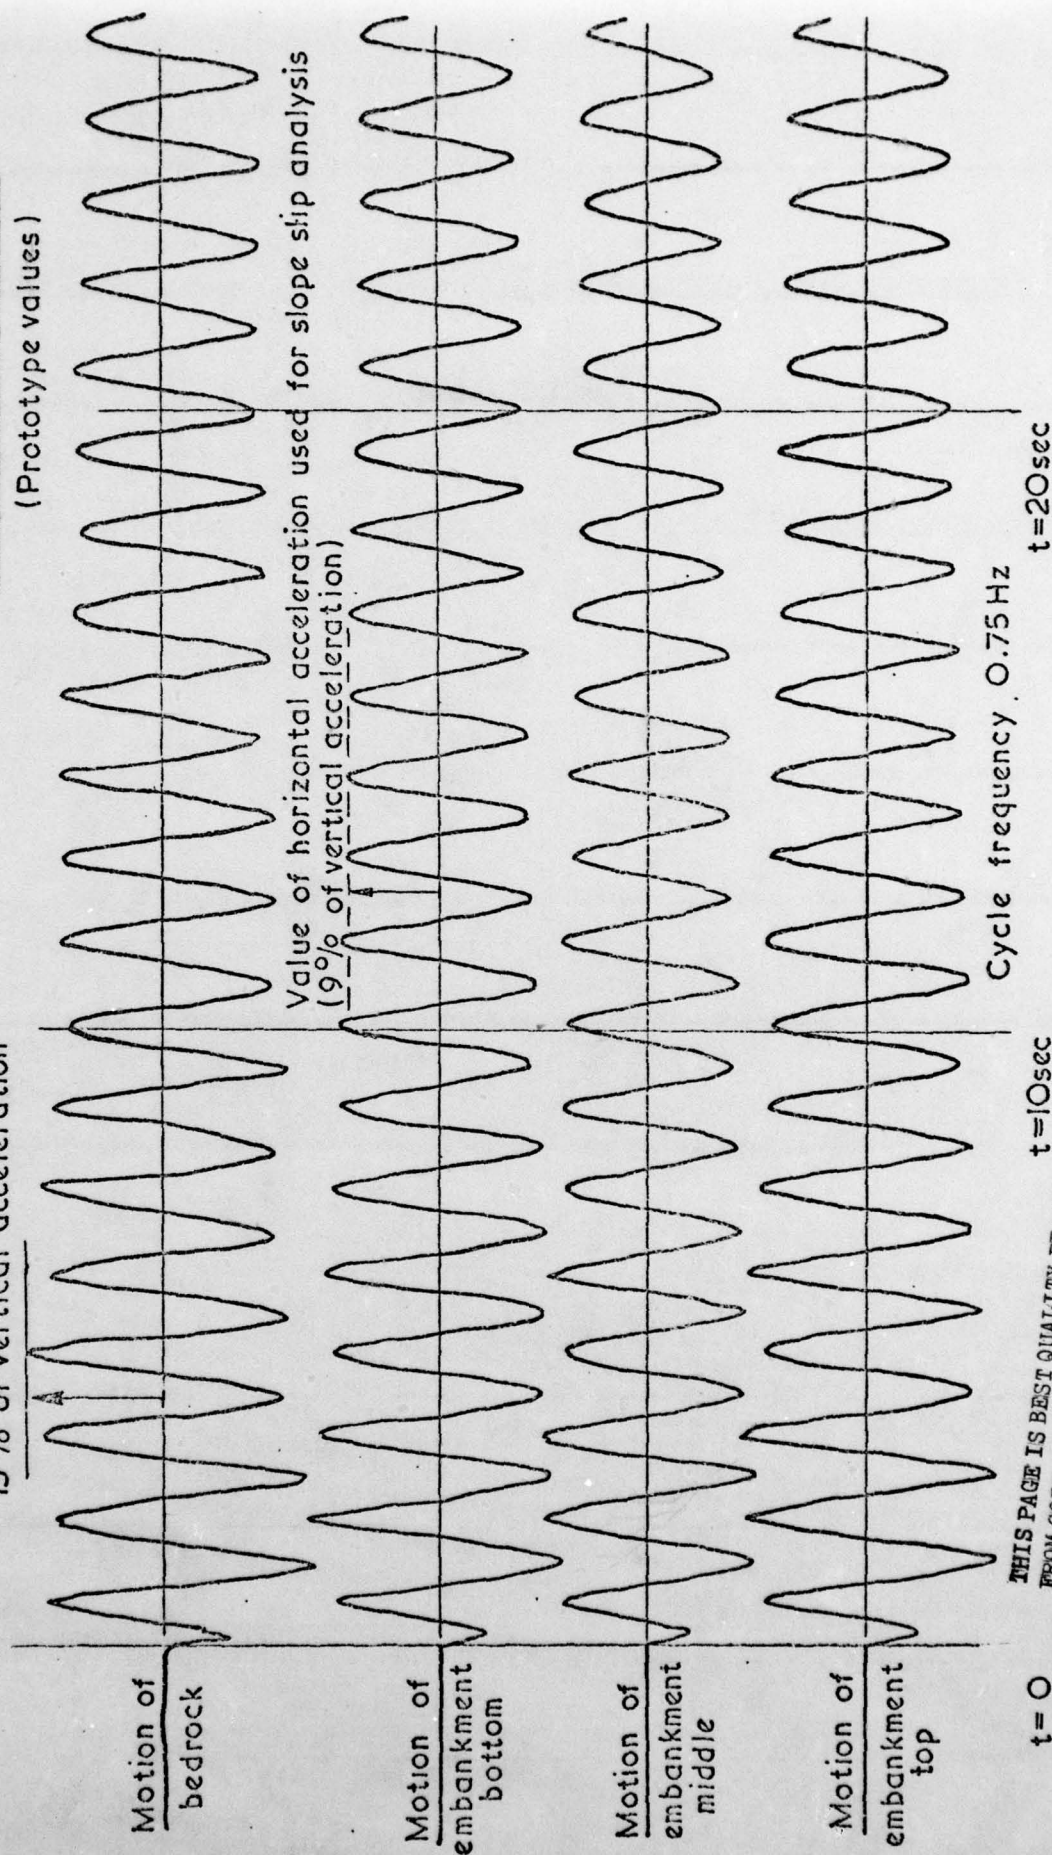 (Prototype values)
of vertical acceleration
Value of horizontal acceleration used for slope slip analysis
(9% of vertical acceleration)
Motion of
bedrock
Motion of
embankment
bottom
Motion of
embankment
middle
Motion of
embankment
top
Cycle frequency . 0.75 Hz
t = 0
t = 10sec
t = 20sec
THIS PAGE IS BEST QUALITY
FROM